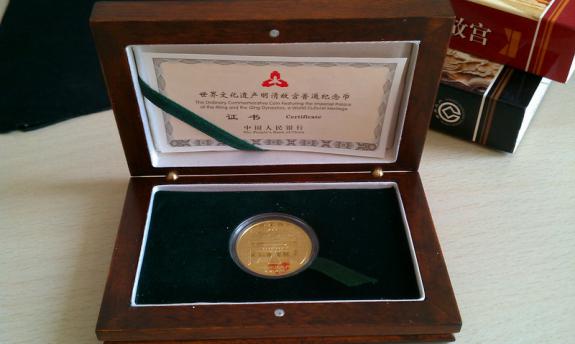 世界文化遗产明清故宫普通纪念币
The Ordinary Commemorative Coin Featuring the Imperial Palace
of the Ming and the Qing Dynasties, a World Cultural Heritage
证 书 Certificate
中国人民银行
The People's Bank of China
故宫